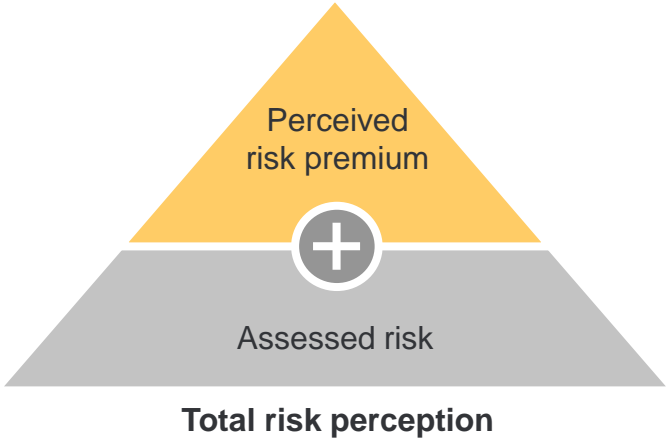 Perceived
risk premium
+
Assessed risk
Total risk perception